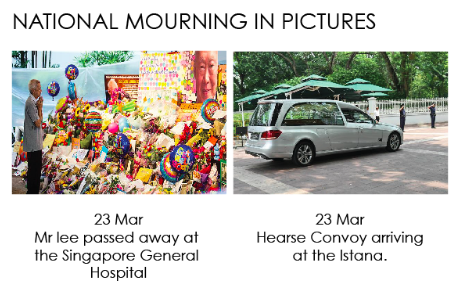 NATIONAL MOURNING IN PICTURES
23 Mar
Mr lee passed away at
the Singapore General
Hospital
23 Mar
Hearse Convoy arriving
at the Istana.